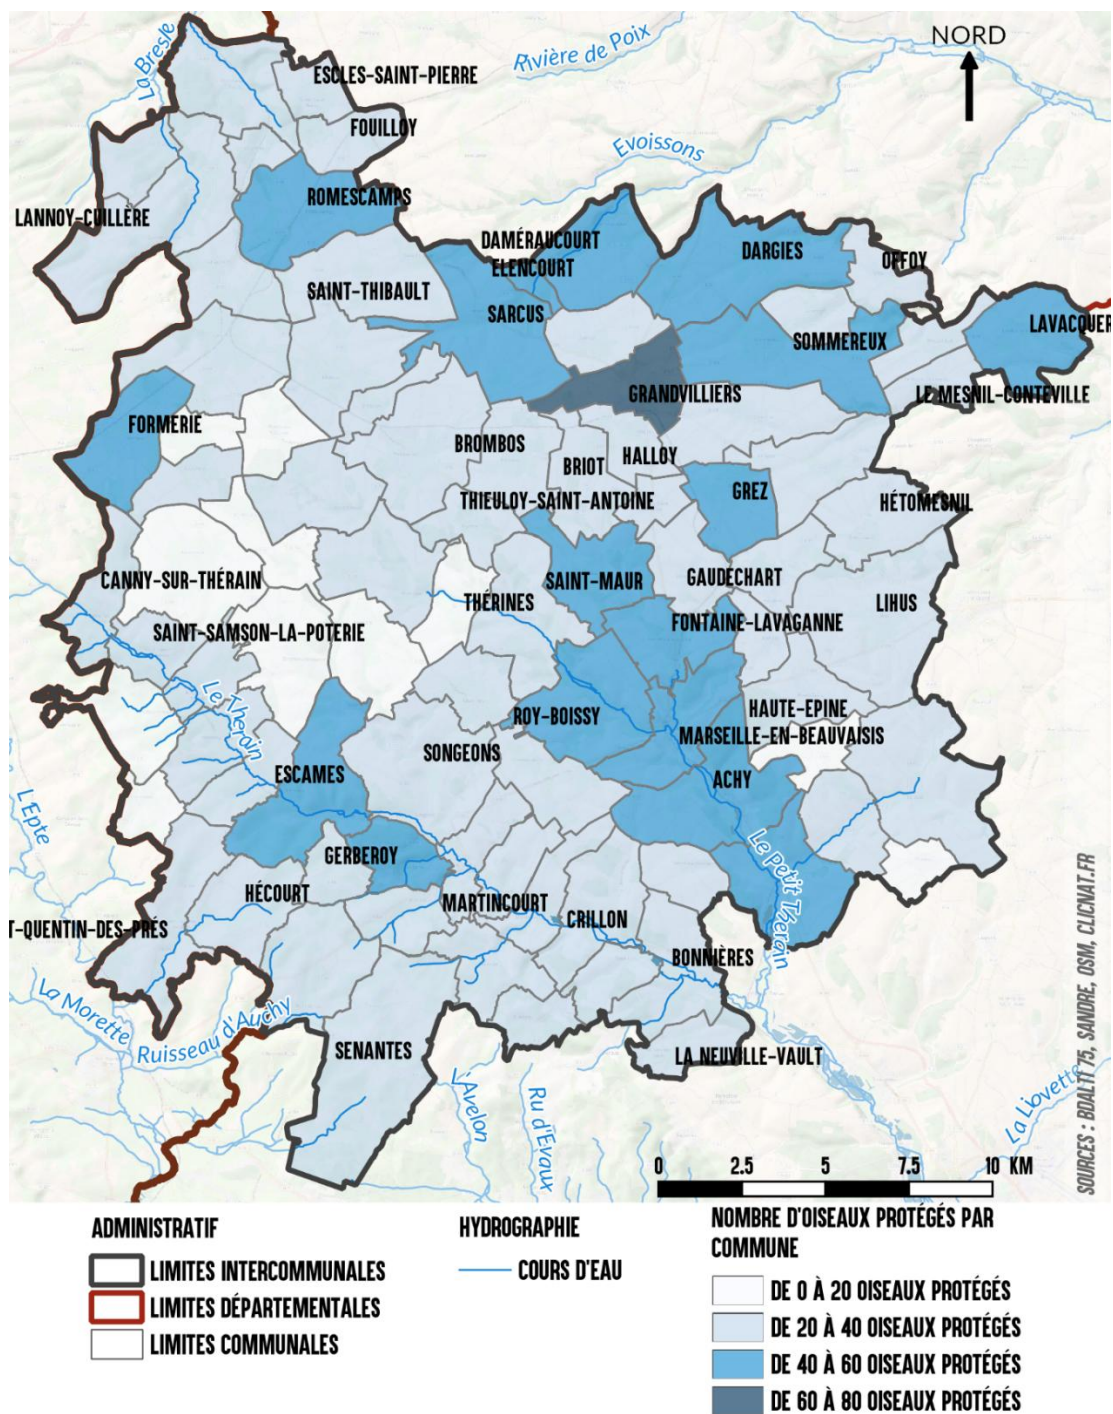 NORD
La Bresle
Rivière de Poix
ESCLES-SAINT-PIERRE
FOUILLOY
Evoissons
ROMESCAMPS
LANNOY-CUILLÈRE
DAMÉRAUCOURT
DARGIES
OFFOY
ÉLENCOURT
SAINT-THIBAULT
SARCUS
LAVACQUER
SOMMEREUX
GRANDVILLIERS
LE MESNIL-CONTEVILLE
FORMERIE
BROMBOS
HALLOY
BRIOT
GREZ
THIEULOY-SAINT-ANTOINE
HÉTOMESNIL
CANNY-SUR-THÉRAIN
SAINT-MAUR
GAUDECHART
THÉRINES
LIHUS
SAINT-SAMSON-LA-POTERIE
FONTAINE-LAVAGANNE
Le Therain
ROY-BOISSY
HAUTE-EPINE
MARSEILLE-EN-BEAUVAISIS
SONGEONS
ESCAMES
ACHY
L'Epte
GERBEROY
Le Petit Therain
HÉCOURT
MARTINCOURT
CRILLON
T-QUENTIN-DES-PRÉS
BONNIÈRES
La Morette
Ruisseau d'Auchy
SENANTES
LA NEUVILLE-VAULT
L'Avelon
Ru d'Evaux
La Liovette
SOURCES : BDALTI 75, SANDRE, OSM, CLICNAT.FR
0 2.5 5 7.5 10 KM
ADMINISTRATIF
LIMITES INTERCOMMUNALES
LIMITES DÉPARTEMENTALES
LIMITES COMMUNALES
HYDROGRAPHIE
COURS D'EAU
NOMBRE D'OISEAUX PROTÉGÉS PAR
COMMUNE
DE 0 À 20 OISEAUX PROTÉGÉS
DE 20 À 40 OISEAUX PROTÉGÉS
DE 40 À 60 OISEAUX PROTÉGÉS
DE 60 À 80 OISEAUX PROTÉGÉS